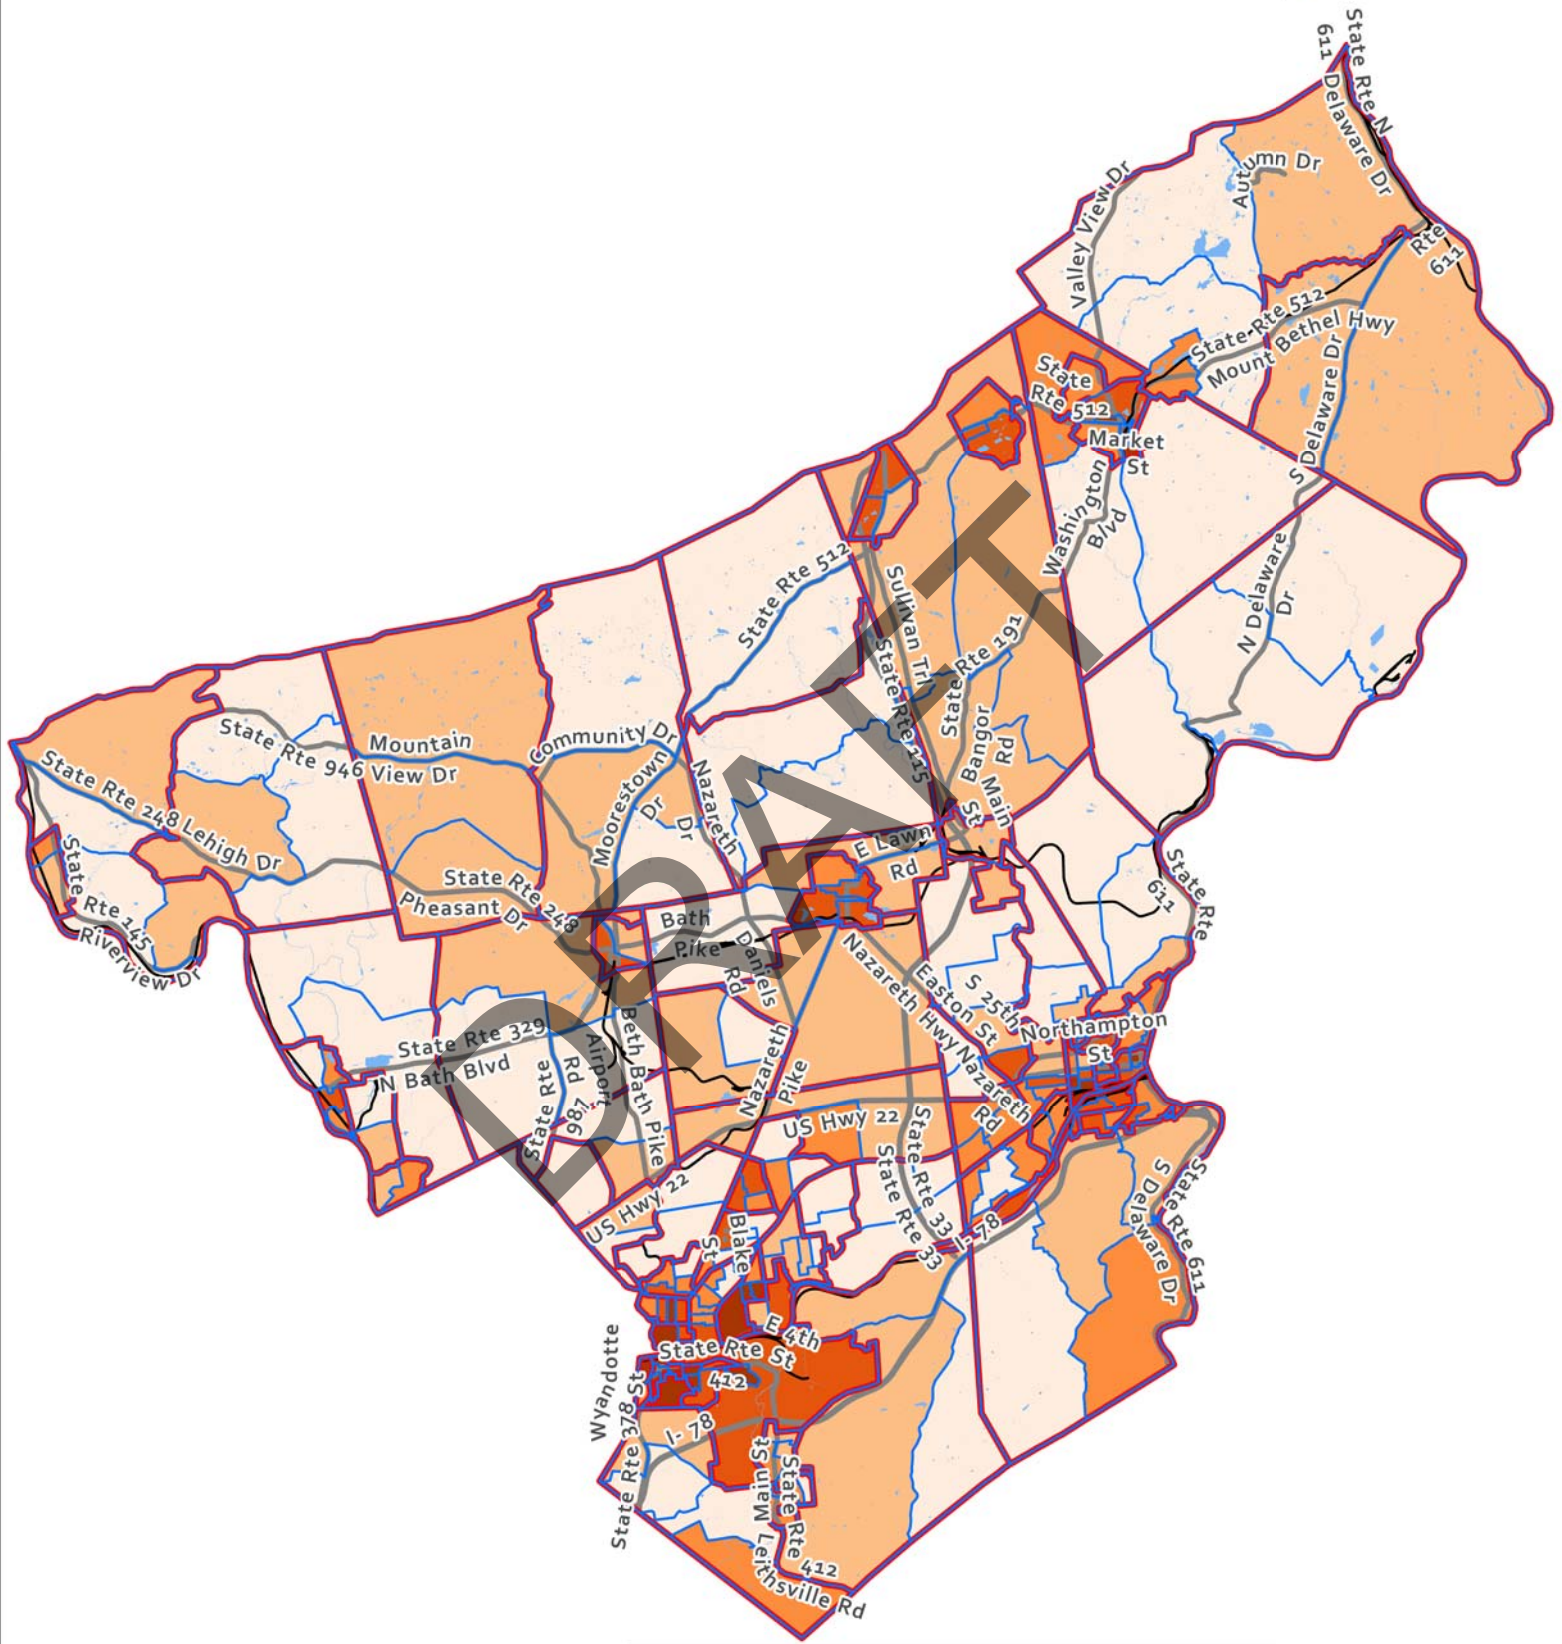 State Rte N
611
Delaware Dr
Autumn Dr
Valley View Dr
Rte
611
State Rte 512
Mount Bethel Hwy
State
Rte 512
Market
St
S Delaware Dr
Washington
Blvd
State Rte 512
N Delaware
Dr
Sullivan Trl
State Rte 191
State Rte 115
Bangor
Rd
State Rte 946
Mountain
View Dr
Community Dr
Moorestown
Dr
Dr
Nazareth
Main
St
State Rte 248 Lehigh Dr
E Lawn
Rd
State
Rte 145
Riverview Dr
State Rte 248
Pheasant Dr
Bath
Pike
Daniels
Rd
State Rte
611
Nazareth Hwy
Easton St
S 25th
Northampton
St
State Rte 329
N Bath Blvd
State Rte
987
Rd
Airport
Beth Bath Pike
Nazareth
Pike
Nazareth
Rd
US Hwy 22
State Rte 33
State Rte 33
US Hwy 22
I- 78
S Delaware Dr
State Rte 611
Blake
St
E 4th
St
State Rte
412
Wyandotte
State Rte 378 St
I- 78
Main St
State Rte
412
Leithsville Rd
DRAFT